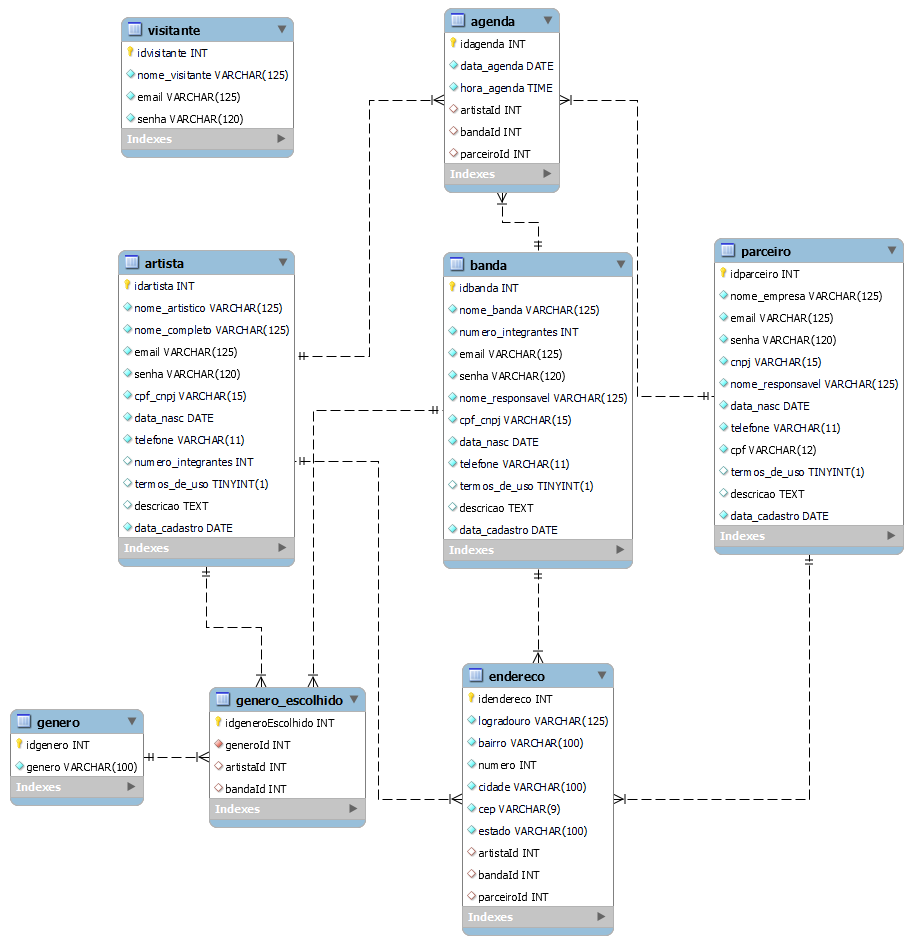 visitante
idvisitante INT
nome_visitante VARCHAR(125)
email VARCHAR(125)
senha VARCHAR(120)
Indexes
agenda
idagenda INT
data_agenda DATE
hora_agenda TIME
artistaId INT
bandaId INT
parceiroId INT
Indexes
artista
idartista INT
nome_artistico VARCHAR(125)
nome_completo VARCHAR(125)
email VARCHAR(125)
senha VARCHAR(120)
cpf_cnpj VARCHAR(15)
data_nasc DATE
telefone VARCHAR(11)
numero_integrantes INT
termos_de_uso TINYINT(1)
descricao TEXT
data_cadastro DATE
Indexes
banda
idbanda INT
nome_banda VARCHAR(125)
numero_integrantes INT
email VARCHAR(125)
senha VARCHAR(120)
nome_responsavel VARCHAR(125)
cpf_cnpj VARCHAR(15)
data_nasc DATE
telefone VARCHAR(11)
termos_de_uso TINYINT(1)
descricao TEXT
data_cadastro DATE
Indexes
parceiro
idparceiro INT
nome_empresa VARCHAR(125)
email VARCHAR(125)
senha VARCHAR(120)
cnpj VARCHAR(15)
nome_responsavel VARCHAR(125)
data_nasc DATE
telefone VARCHAR(11)
cpf VARCHAR(12)
termos_de_uso TINYINT(1)
descricao TEXT
data_cadastro DATE
Indexes
genero
idgenero INT
genero VARCHAR(100)
Indexes
genero_escolhido
idgeneroEscolhido INT
generoId INT
artistaId INT
bandaId INT
Indexes
endereco
idendereco INT
logradouro VARCHAR(125)
bairro VARCHAR(100)
numero INT
cidade VARCHAR(100)
cep VARCHAR(9)
estado VARCHAR(100)
artistaId INT
bandaId INT
parceiroId INT
Indexes